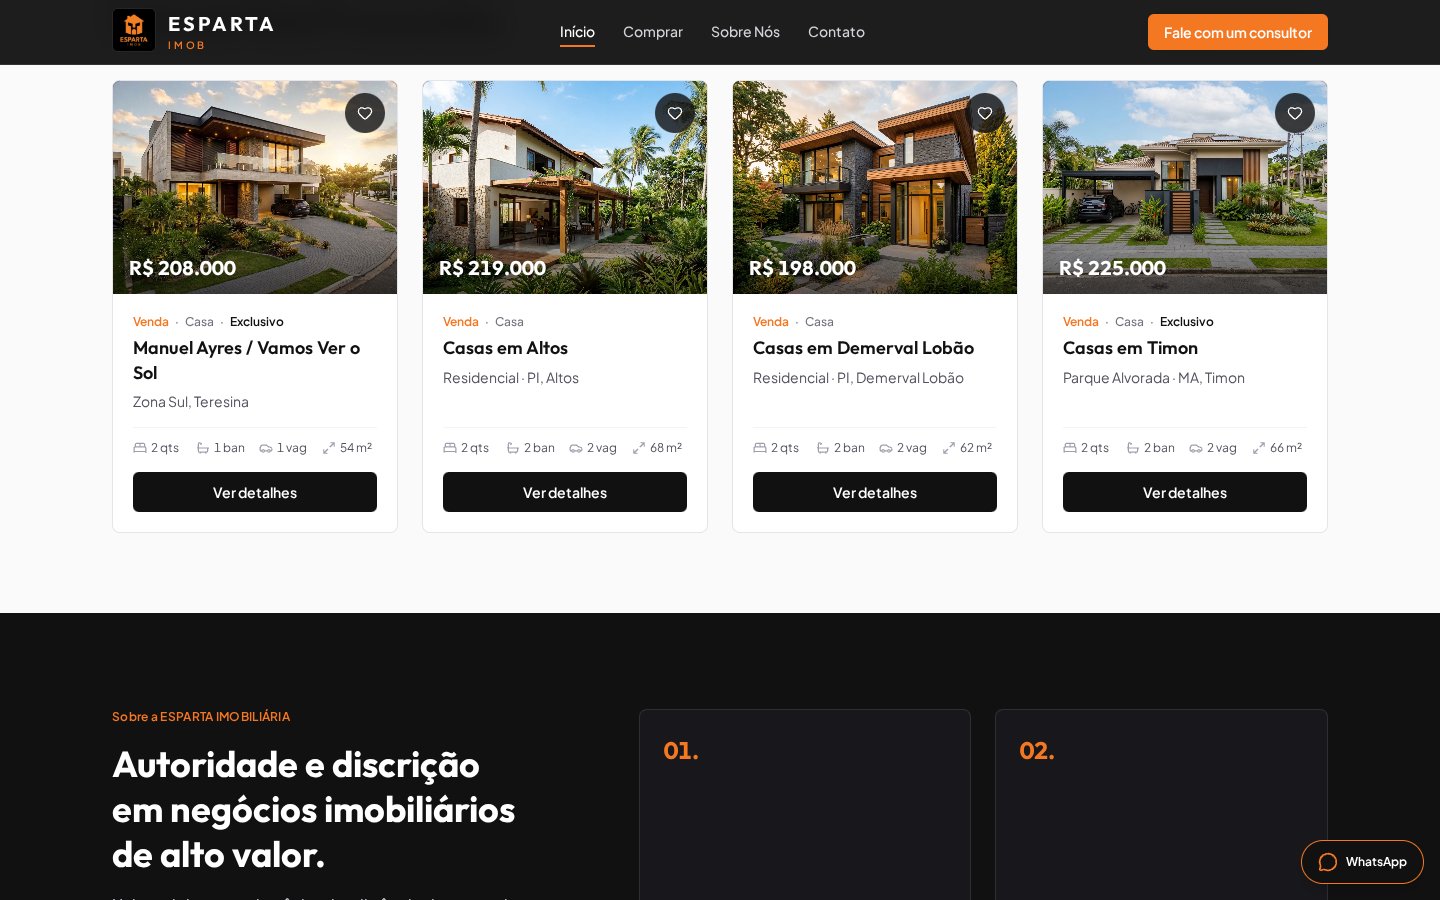 ESPARTA
IMOB
Início
Comprar
Sobre Nós
Contato
Fale com um consultor
R$ 208.000
Venda · Casa · Exclusivo
Manuel Ayres / Vamos Ver o
Sol
Zona Sul, Teresina
2 qts 1 ban 1 vag 54 m²
Ver detalhes
R$ 219.000
Venda · Casa
Casas em Altos
Residencial · PI, Altos
2 qts 2 ban 2 vag 68 m²
Ver detalhes
R$ 198.000
Venda · Casa
Casas em Demerval Lobão
Residencial · PI, Demerval Lobão
2 qts 2 ban 2 vag 62 m²
Ver detalhes
R$ 225.000
Venda · Casa · Exclusivo
Casas em Timon
Parque Alvorada · MA, Timon
2 qts 2 ban 2 vag 66 m²
Ver detalhes
Sobre a ESPARTA IMOBILIÁRIA
Autoridade e discrição
em negócios imobiliários
de alto valor.
01.
02.
WhatsApp